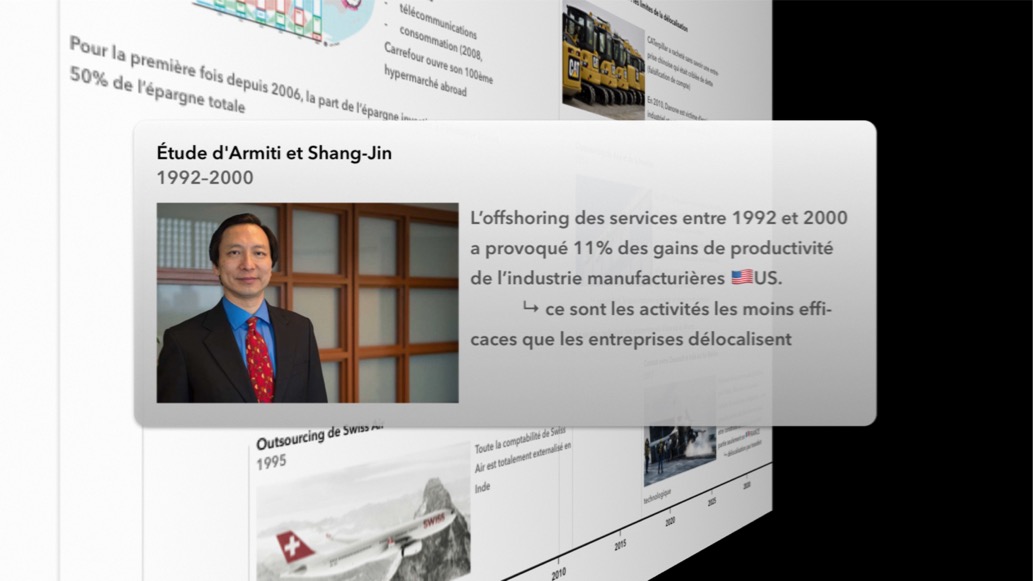 télécommunications
consommation (2008,
Carrefour ouvre son 100ème
hypermarché abroad
Pour la première fois depuis 2006, la part de l'épargne
50% de l'épargne totale
limites de la délocalisation
CAT
Étude d'Armiti et Shang-Jin
1992–2000
L'offshoring des services entre 1992 et 2000
a provoqué 11% des gains de productivité
de l'industrie manufacturières 🇺🇸US.
↳ ce sont les activités les moins effi-
caces que les entreprises délocalisent
Outsourcing de Swiss Air
1995
Toute la comptabilité de Swiss
Air est totalement externalisé en
Inde
SWISS
technologique
2010
2015
2020
2025
2030